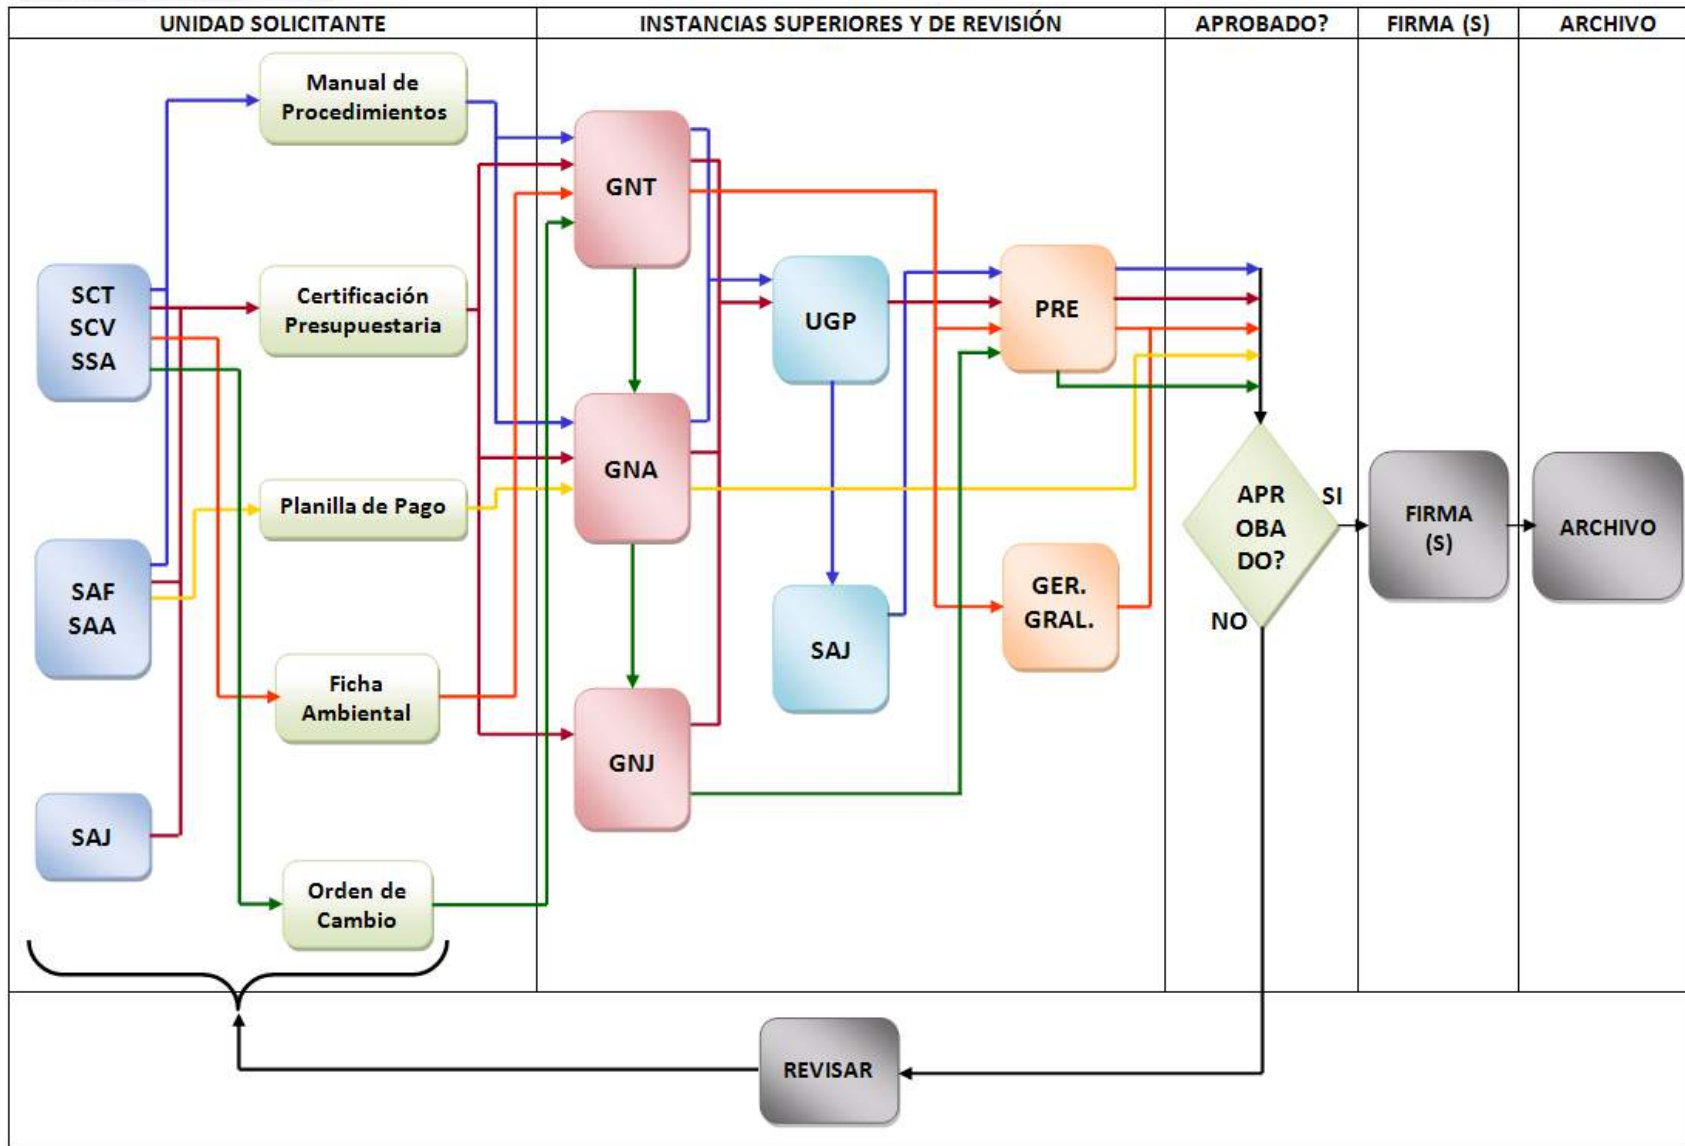 UNIDAD SOLICITANTE
INSTANCIAS SUPERIORES Y DE REVISIÓN
APROBADO?
FIRMA (S)
ARCHIVO
Manual de
Procedimientos
SCT
SCV
SSA
Certificación
Presupuestaria
Planilla de Pago
SAF
SAA
Ficha
Ambiental
SAJ
Orden de
Cambio
GNT
GNA
GNJ
UGP
SAJ
PRE
GER.
GRAL.
APR
OBA
DO?
SI
NO
FIRMA
(S)
ARCHIVO
REVISAR